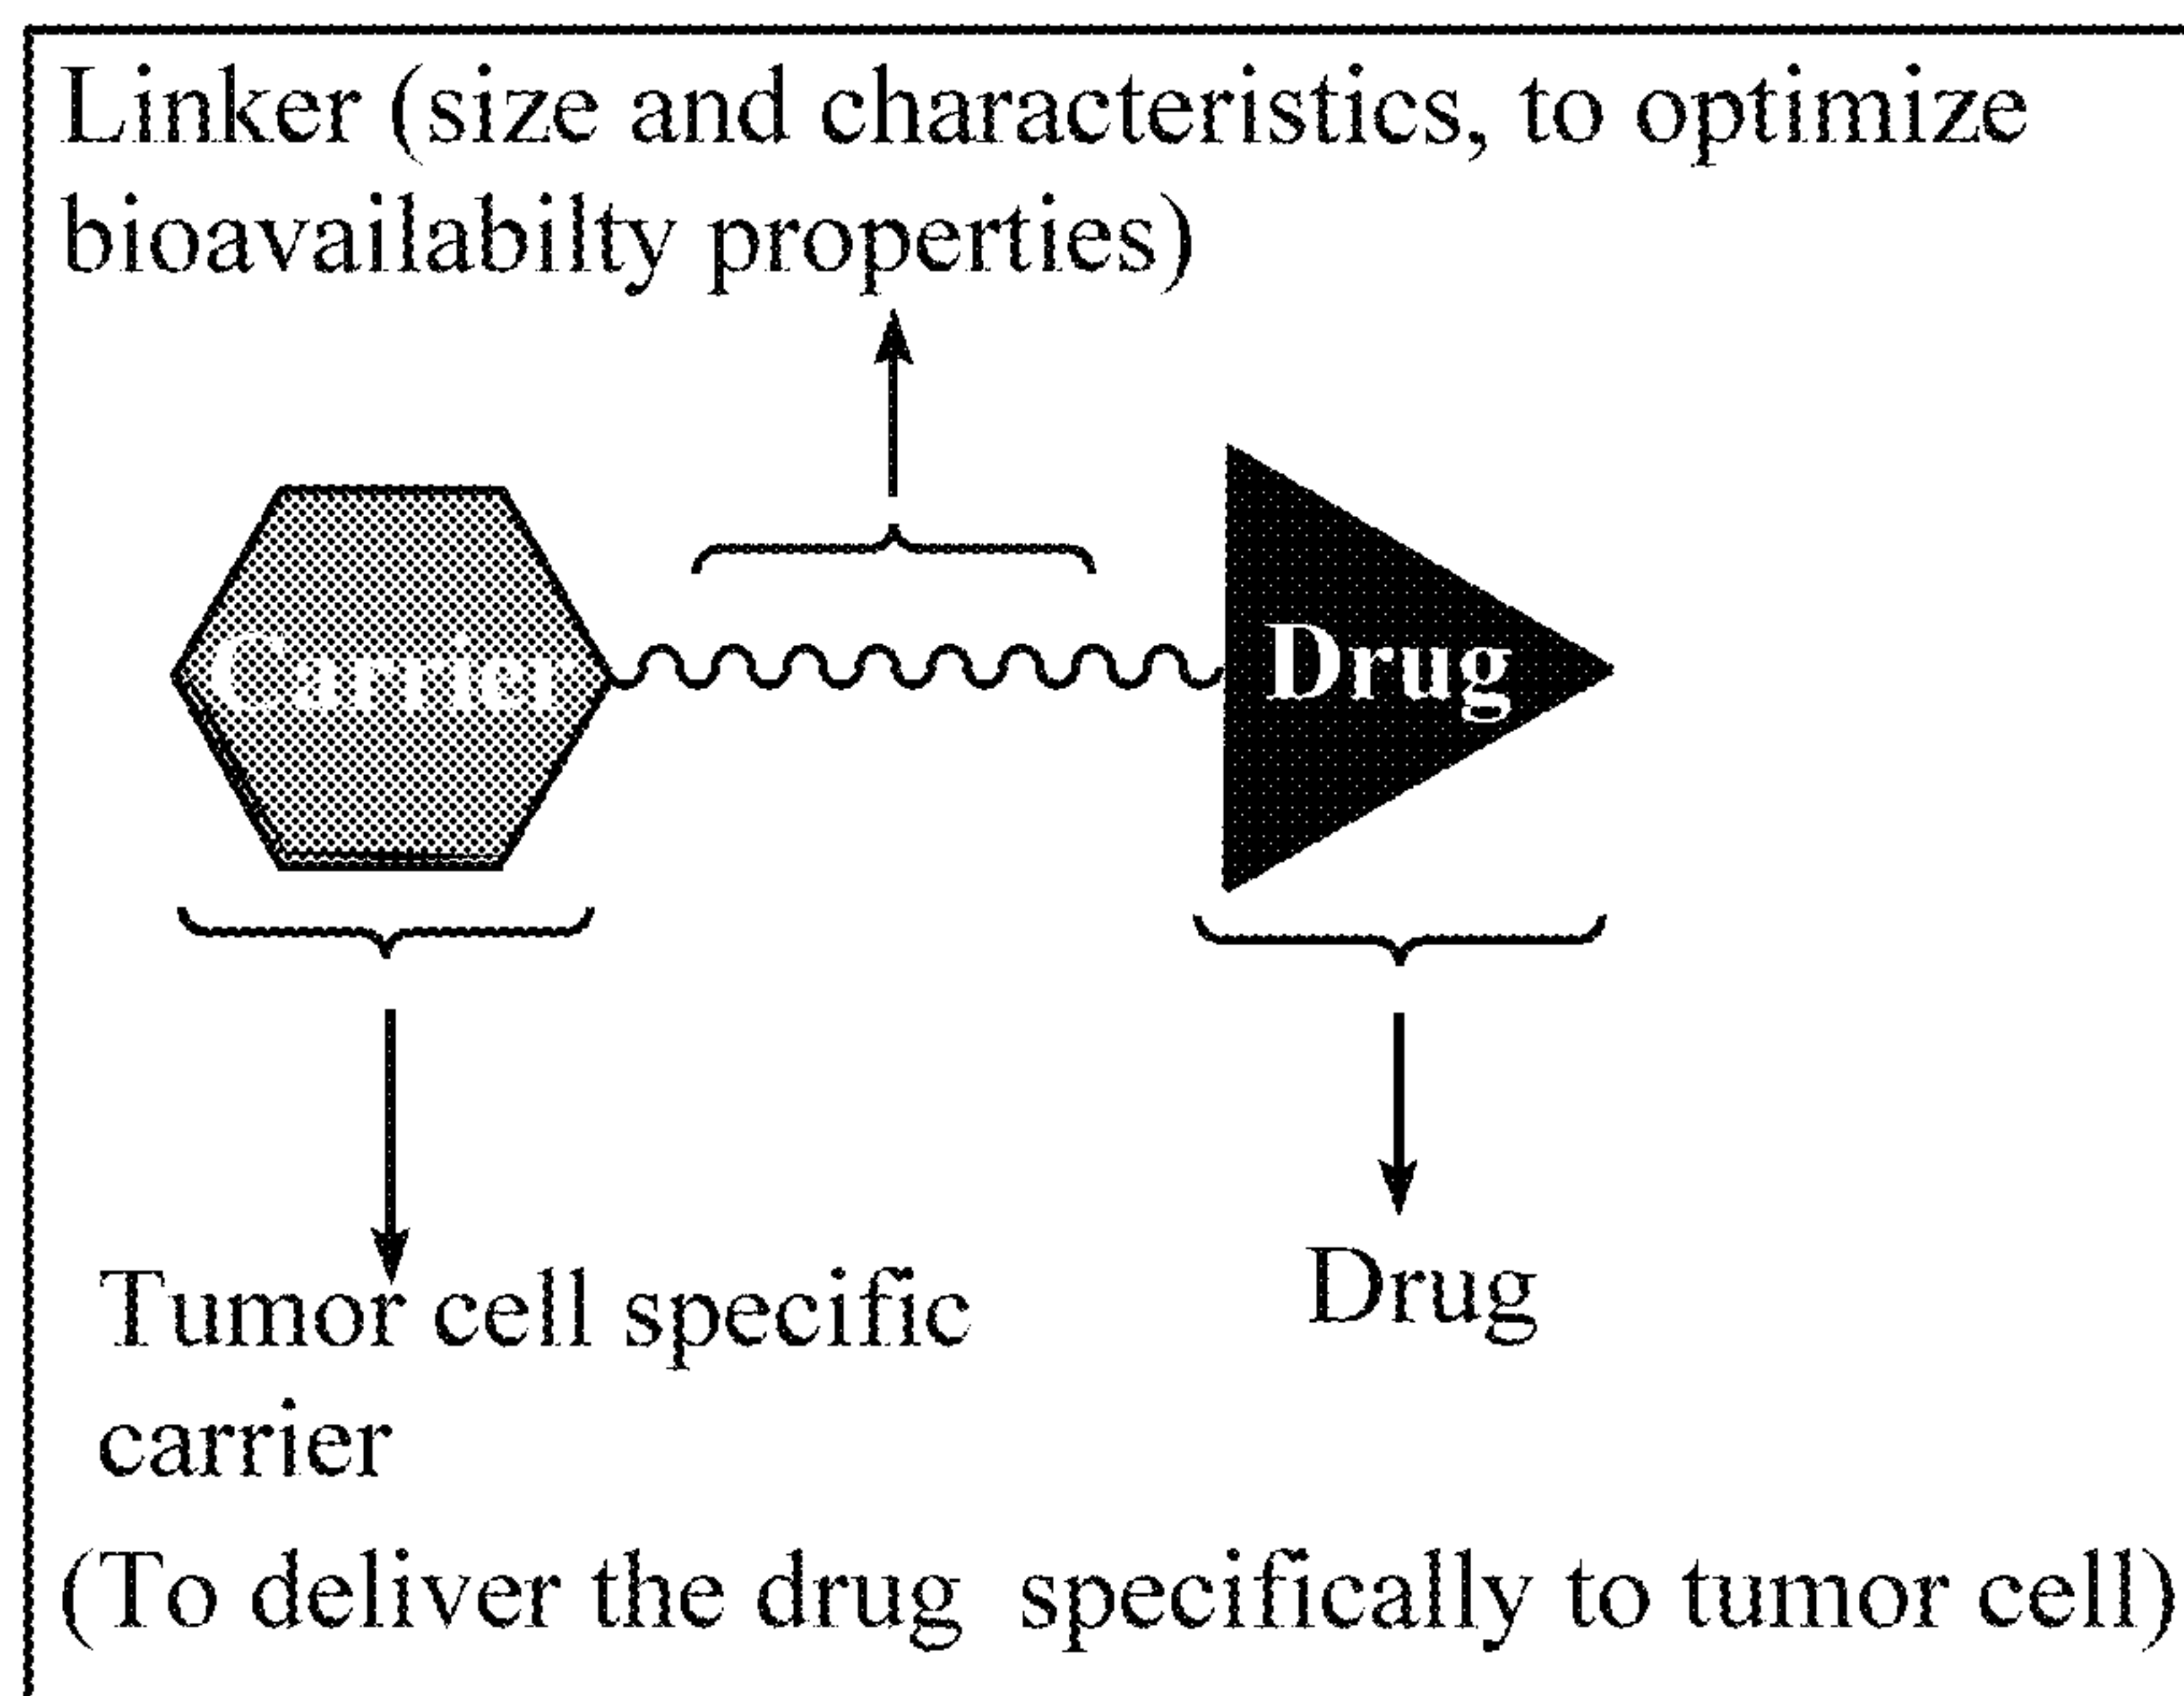 Linker (size and characteristics, to optimize
bioavailabilty properties)
Carrier
Drug
Tumor cell specific
carrier
Drug
(To deliver the drug specifically to tumor cell)